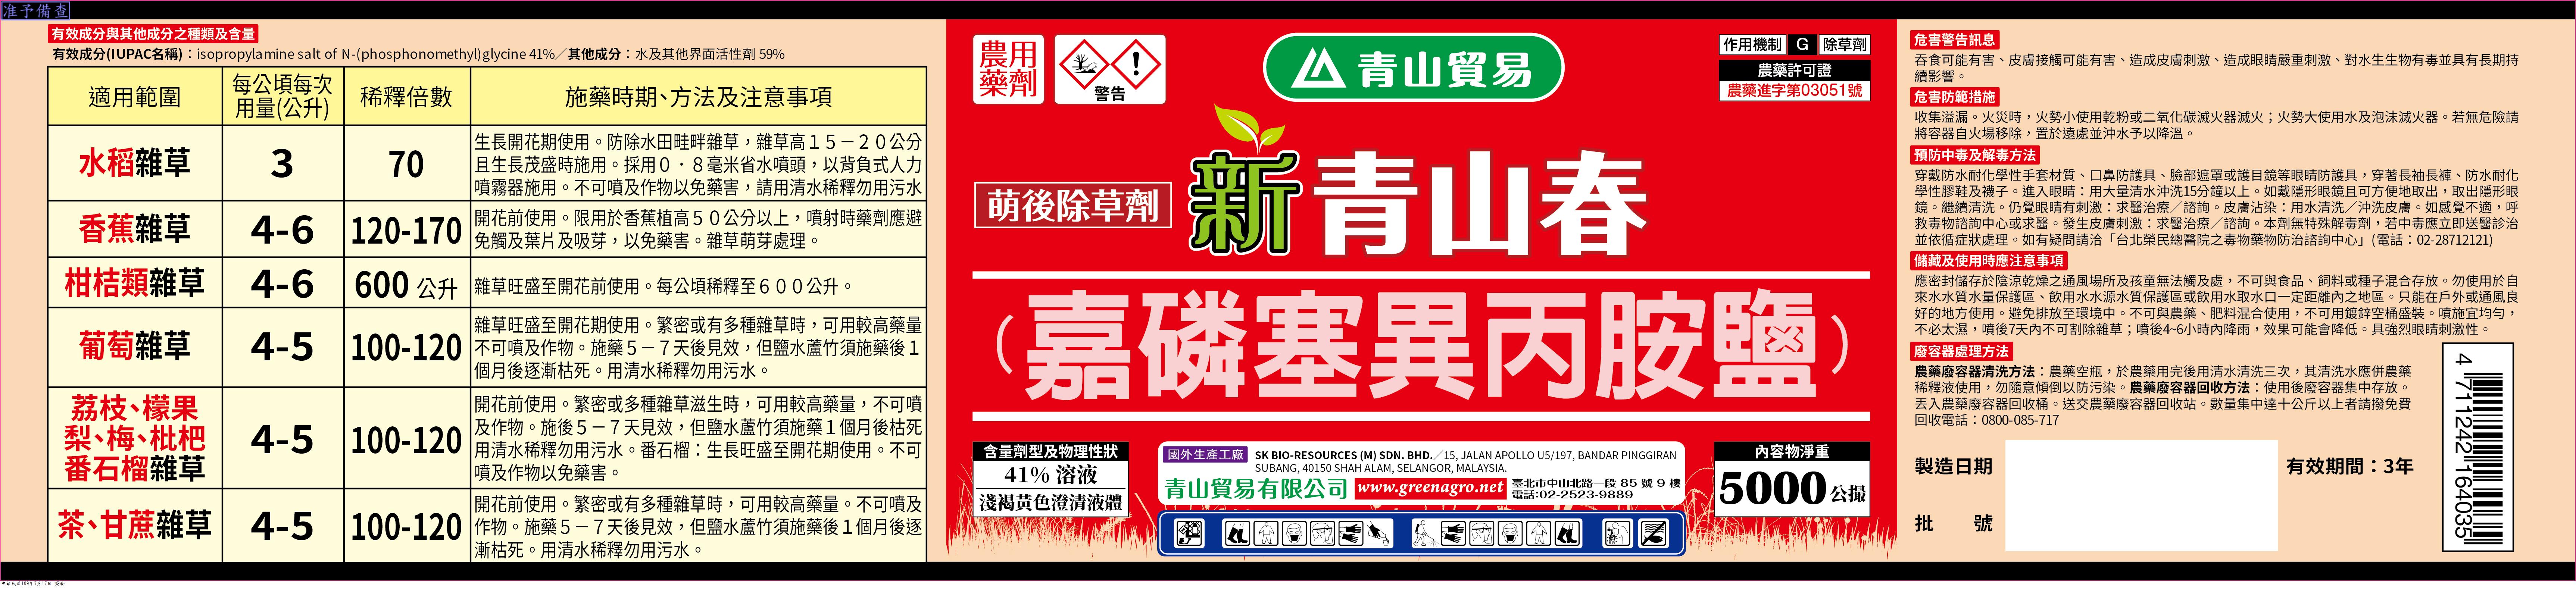 准予備查
有效成分與其他成分之種類及含量
有效成分(IUPAC名稱)：isopropylamine salt of N-(phosphonomethyl)glycine 41%／其他成分：水及其他界面活性劑 59%
適用範圍
每公頃每次
用量(公升)
稀釋倍數
施藥時期、方法及注意事項
水稻雜草
3
70
生長開花期使用。防除水田畦畔雜草，雜草高１５－２０公分
且生長茂盛時施用。採用０．８毫米省水噴頭，以背負式人力
噴霧器施用。不可噴及作物以免藥害，請用清水稀釋勿用污水
香蕉雜草
4-6
120-170
開花前使用。限用於香蕉植高５０公分以上，噴射時藥劑應避
免觸及葉片及吸芽，以免藥害。雜草萌芽處理。
柑桔類雜草
4-6
600 公升
雜草旺盛至開花前使用。每公頃稀釋至６００公升。
葡萄雜草
4-5
100-120
雜草旺盛至開花期使用。繁密或有多種雜草時，可用較高藥量
不可噴及作物。施藥５－７天後見效，但鹽水蘆竹須施藥後１
個月後逐漸枯死。用清水稀釋勿用污水。
荔枝、檬果
梨、梅、枇杷
番石榴雜草
4-5
100-120
開花前使用。繁密或多種雜草滋生時，可用較高藥量，不可噴
及作物。施後５－７天見效，但鹽水蘆竹須施藥１個月後枯死
用清水稀釋勿用污水。番石榴：生長旺盛至開花期使用。不可
噴及作物以免藥害。
茶、甘蔗雜草
4-5
100-120
開花前使用。繁密或有多種雜草時，可用較高藥量。不可噴及
作物。施藥５－７天後見效，但鹽水蘆竹須施藥後１個月後逐
漸枯死。用清水稀釋勿用污水。
農用
藥劑
警告
青山貿易
作用機制 G 除草劑
農藥許可證
農藥進字第03051號
萌後除草劑
新青山春
（嘉磷塞異丙胺鹽）
含量劑型及物理性狀
41% 溶液
淺褐黃色澄清液體
國外生產工廠 SK BIO-RESOURCES (M) SDN. BHD.／15, JALAN APOLLO U5/197, BANDAR PINGGIRAN
SUBANG, 40150 SHAH ALAM, SELANGOR, MALAYSIA.
青山貿易有限公司 www.greenagro.net 臺北市中山北路一段 85 號 9 樓
電話:02-2523-9889
內容物淨重
5000公撮
危害警告訊息
吞食可能有害、皮膚接觸可能有害、造成皮膚刺激、造成眼睛嚴重刺激、對水生生物有毒並具有長期持
續影響。
危害防範措施
收集溢漏。火災時，火勢小使用乾粉或二氧化碳滅火器滅火；火勢大使用水及泡沫滅火器。若無危險請
將容器自火場移除，置於遠處並沖水予以降溫。
預防中毒及解毒方法
穿戴防水耐化學性手套材質、口鼻防護具、臉部遮罩或護目鏡等眼睛防護具，穿著長袖長褲、防水耐化
學性膠鞋及襪子。進入眼睛：用大量清水沖洗15分鐘以上。如戴隱形眼鏡且可方便地取出，取出隱形眼
鏡。繼續清洗。仍覺眼睛有刺激：求醫治療／諮詢。皮膚沾染：用水清洗／沖洗皮膚。如感覺不適，呼
救毒物諮詢中心或求醫。發生皮膚刺激：求醫治療／諮詢。本劑無特殊解毒劑，若中毒應立即送醫診治
並依循症狀處理。如有疑問請洽「台北榮民總醫院之毒物藥物防治諮詢中心」(電話：02-28712121)
儲藏及使用時應注意事項
應密封儲存於陰涼乾燥之通風場所及孩童無法觸及處，不可與食品、飼料或種子混合存放。勿使用於自
來水水質水量保護區、飲用水水源水質保護區或飲用水取水口一定距離內之地區。只能在戶外或通風良
好的地方使用。避免排放至環境中。不可與農藥、肥料混合使用，不可用鍍鋅空桶盛裝。噴施宜均勻，
不必太濕，噴後7天內不可割除雜草；噴後4~6小時內降雨，效果可能會降低。具強烈眼睛刺激性。
廢容器處理方法
農藥廢容器清洗方法：農藥空瓶，於農藥用完後用清水清洗三次，其清洗水應併農藥
稀釋液使用，勿隨意傾倒以防污染。農藥廢容器回收方法：使用後廢容器集中存放。
丟入農藥廢容器回收桶。送交農藥廢容器回收站。數量集中達十公斤以上者請撥免費
回收電話：0800-085-717
製造日期
有效期間：3年
批　號
4 711242 164035